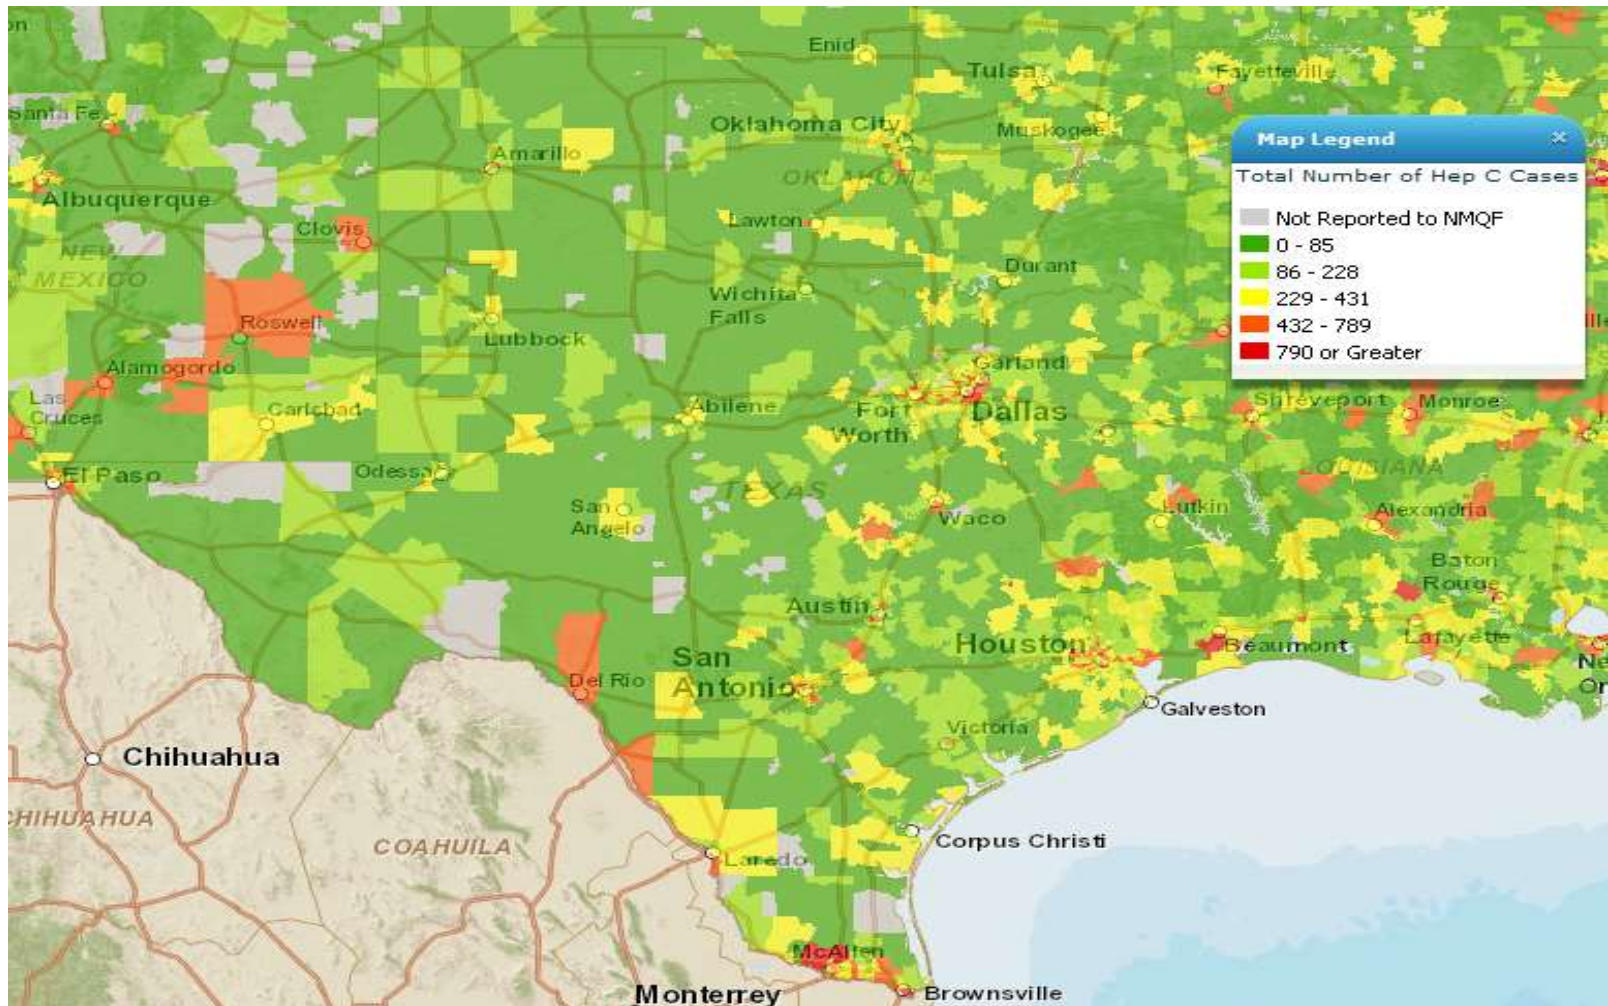 Enid
Tulsa
Fayetteville
Santa Fe
Oklahoma City
Muskogee
Map Legend
×
Total Number of Hep C Cases
Not Reported to NMQF
0 - 85
86 - 228
229 - 431
432 - 789
790 or Greater
Amarillo
OKLAHOMA
Albuquerque
Clovis
Lawton
NEW
MEXICO
Durant
Wichita
Falls
Roswell
Lubbock
Alamogordo
Garland
Las
Cruces
Carlsbad
Abilene
Fort
Worth
Dallas
Shreveport
Monroe
El Paso
Odessa
TEXAS
LOUISIANA
San
Angelo
Waco
Lufkin
Alexandria
Baton
Rouge
Austin
Houston
Beaumont
Lafayette
San
Antonio
Del Rio
Galveston
Victoria
Chihuahua
CHIHUAHUA
COAHUILA
Corpus Christi
Laredo
McAllen
Monterrey
Brownsville